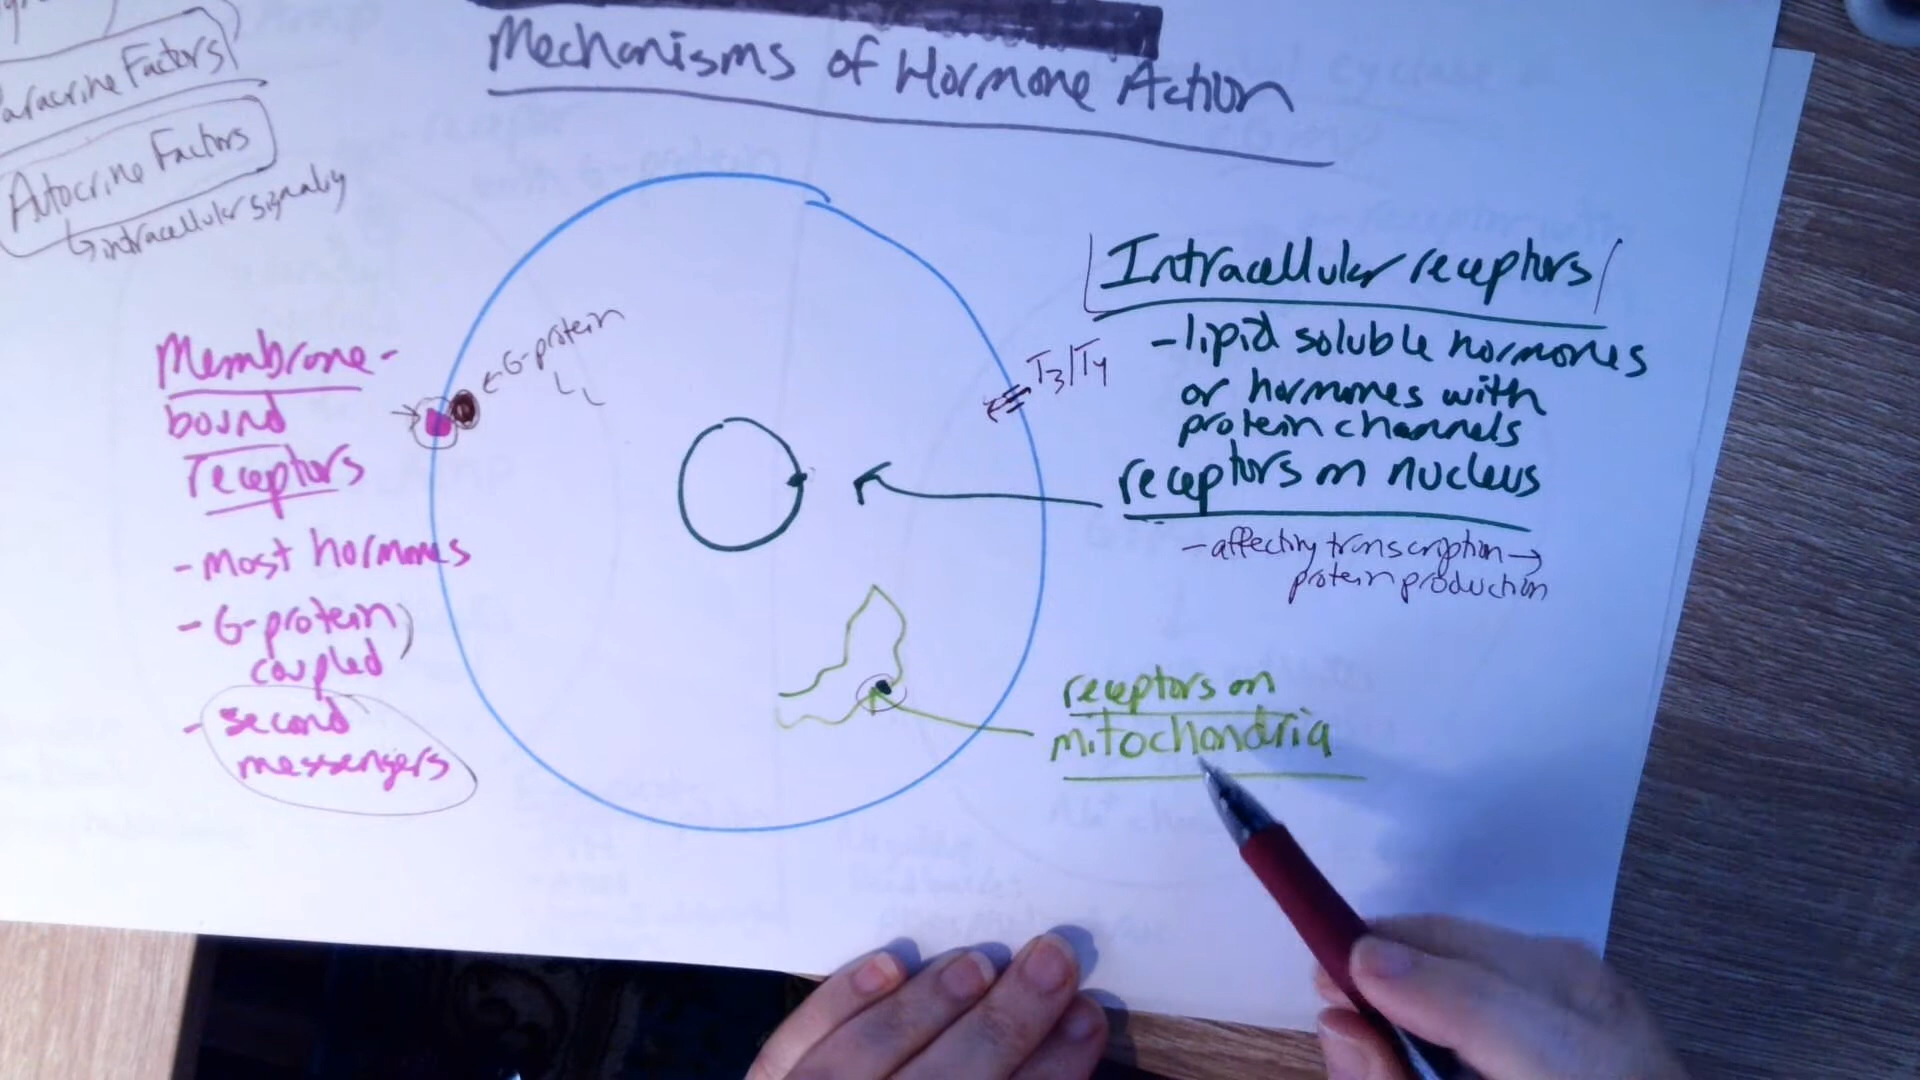 Mechanisms of Hormone Action
Paracrine Factors
Autocrine Factors
intracellular signaling
Membrane-
bound
receptors
- most hormones
- G-protein
coupled
- second
messengers
G-protein
T3/T4
Intracellular receptors
- lipid soluble hormones
or hormones with
protein channels
receptors on nucleus
- affecting transcription →
protein production
receptors on
mitochondria